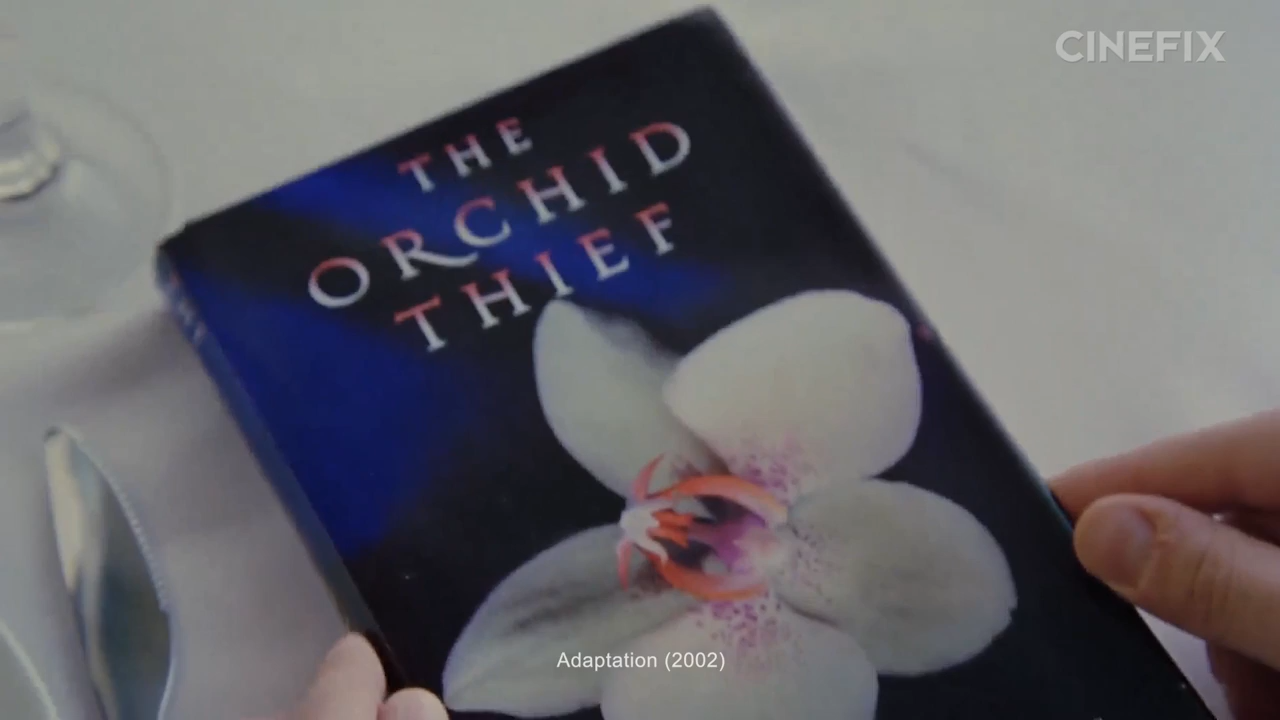 CINEFIX
THE
ORCHID
THIEF
Adaptation (2002)